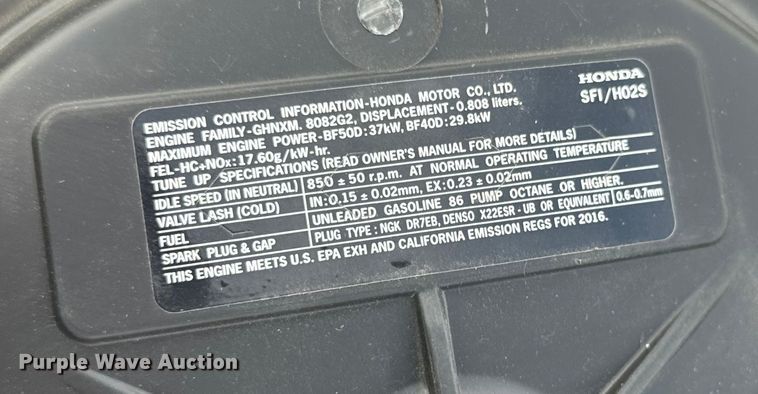 HONDA
SF1/H02S
EMISSION CONTROL INFORMATION-HONDA MOTOR CO., LTD.
ENGINE FAMILY-GHNXM. 8082G2, DISPLACEMENT-0.808 liters.
MAXIMUM ENGINE POWER-BF50D:37kW, BF40D:29.8kW
FEL-HC+NOx:17.60g/kW-hr.
TUNE UP SPECIFICATIONS (READ OWNER'S MANUAL FOR MORE DETAILS)
IDLE SPEED (IN NEUTRAL) 850 ± 50 r.p.m. AT NORMAL OPERATING TEMPERATURE
VALVE LASH (COLD) IN:0.15 ± 0.02mm, EX:0.23 ± 0.02mm
FUEL UNLEADED GASOLINE 86 PUMP OCTANE OR HIGHER.
SPARK PLUG & GAP PLUG TYPE : NGK DR7EB, DENSO X22ESR - UB OR EQUIVALENT 0.6-0.7mm
THIS ENGINE MEETS U.S. EPA EXH AND CALIFORNIA EMISSION REGS FOR 2016.
Purple Wave Auction